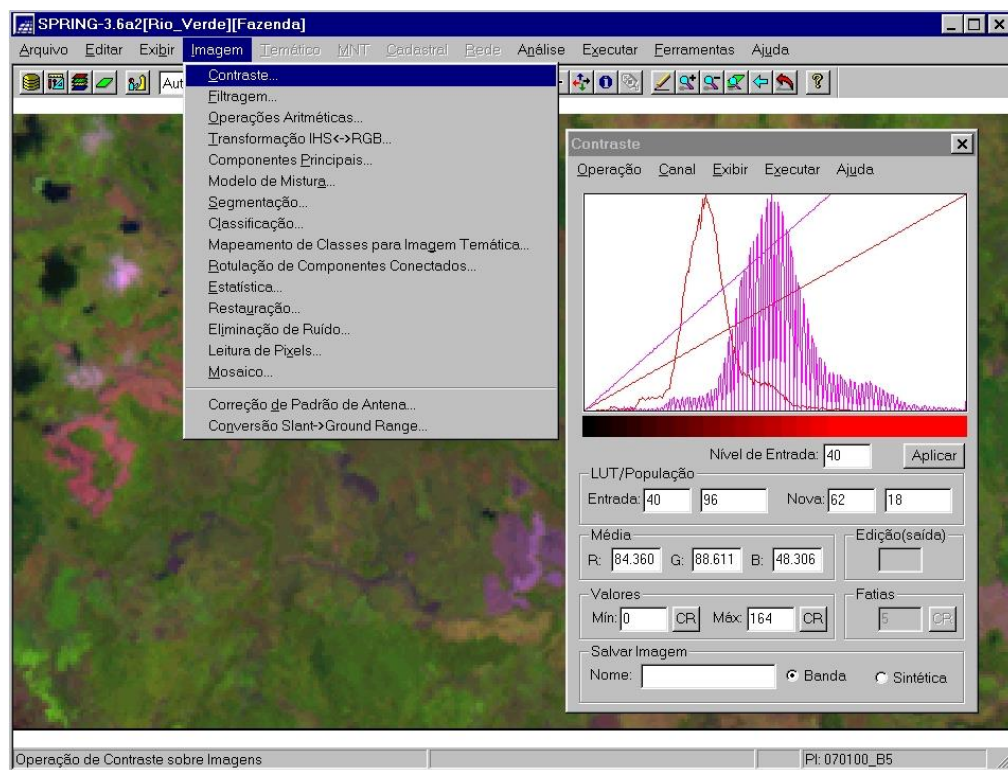 SPRING-3.6a2[Rio_Verde][Fazenda]
Arquivo Editar Exibir Imagem Temático MNT Cadastral Rede Análise Executar Ferramentas Ajuda
Aut
Contraste...
Filtragem...
Operações Aritméticas...
Transformação IHS<->RGB...
Componentes Principais...
Modelo de Mistura...
Segmentação...
Classificação...
Mapeamento de Classes para Imagem Temática...
Rotulação de Componentes Conectados...
Estatística...
Restauração...
Eliminação de Ruído...
Leitura de Pixels...
Mosaico...
Correção de Padrão de Antena...
Conversão Slant->Ground Range...
Contraste
Operação Canal Exibir Executar Ajuda
Nível de Entrada: 40 Aplicar
LUT/População
Entrada: 40 96 Nova: 62 18
Média Edição(saída)
R: 84.360 G: 88.611 B: 48.306
Valores Fatias
Mín: 0 CR Máx: 164 CR 5 CR
Salvar Imagem
Nome: Banda Sintética
Operação de Contraste sobre Imagens PI: 070100_B5